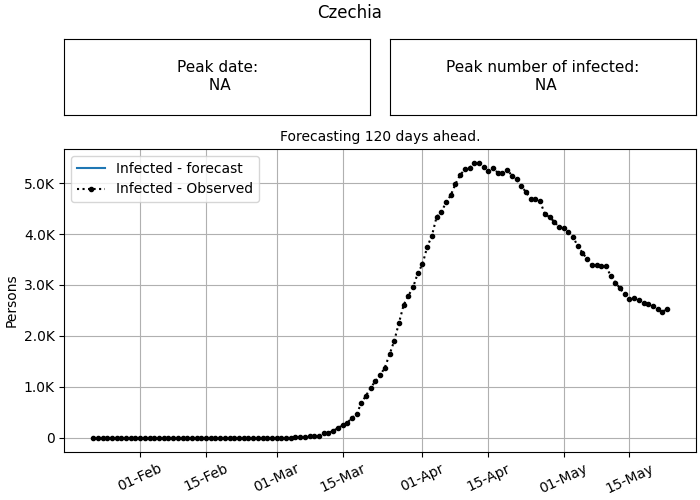 Czechia
Peak date:
NA
Peak number of infected:
NA
Forecasting 120 days ahead.
Infected - forecast
Infected - Observed
Persons
5.0K
4.0K
3.0K
2.0K
1.0K
0
01-Feb
15-Feb
01-Mar
15-Mar
01-Apr
15-Apr
01-May
15-May